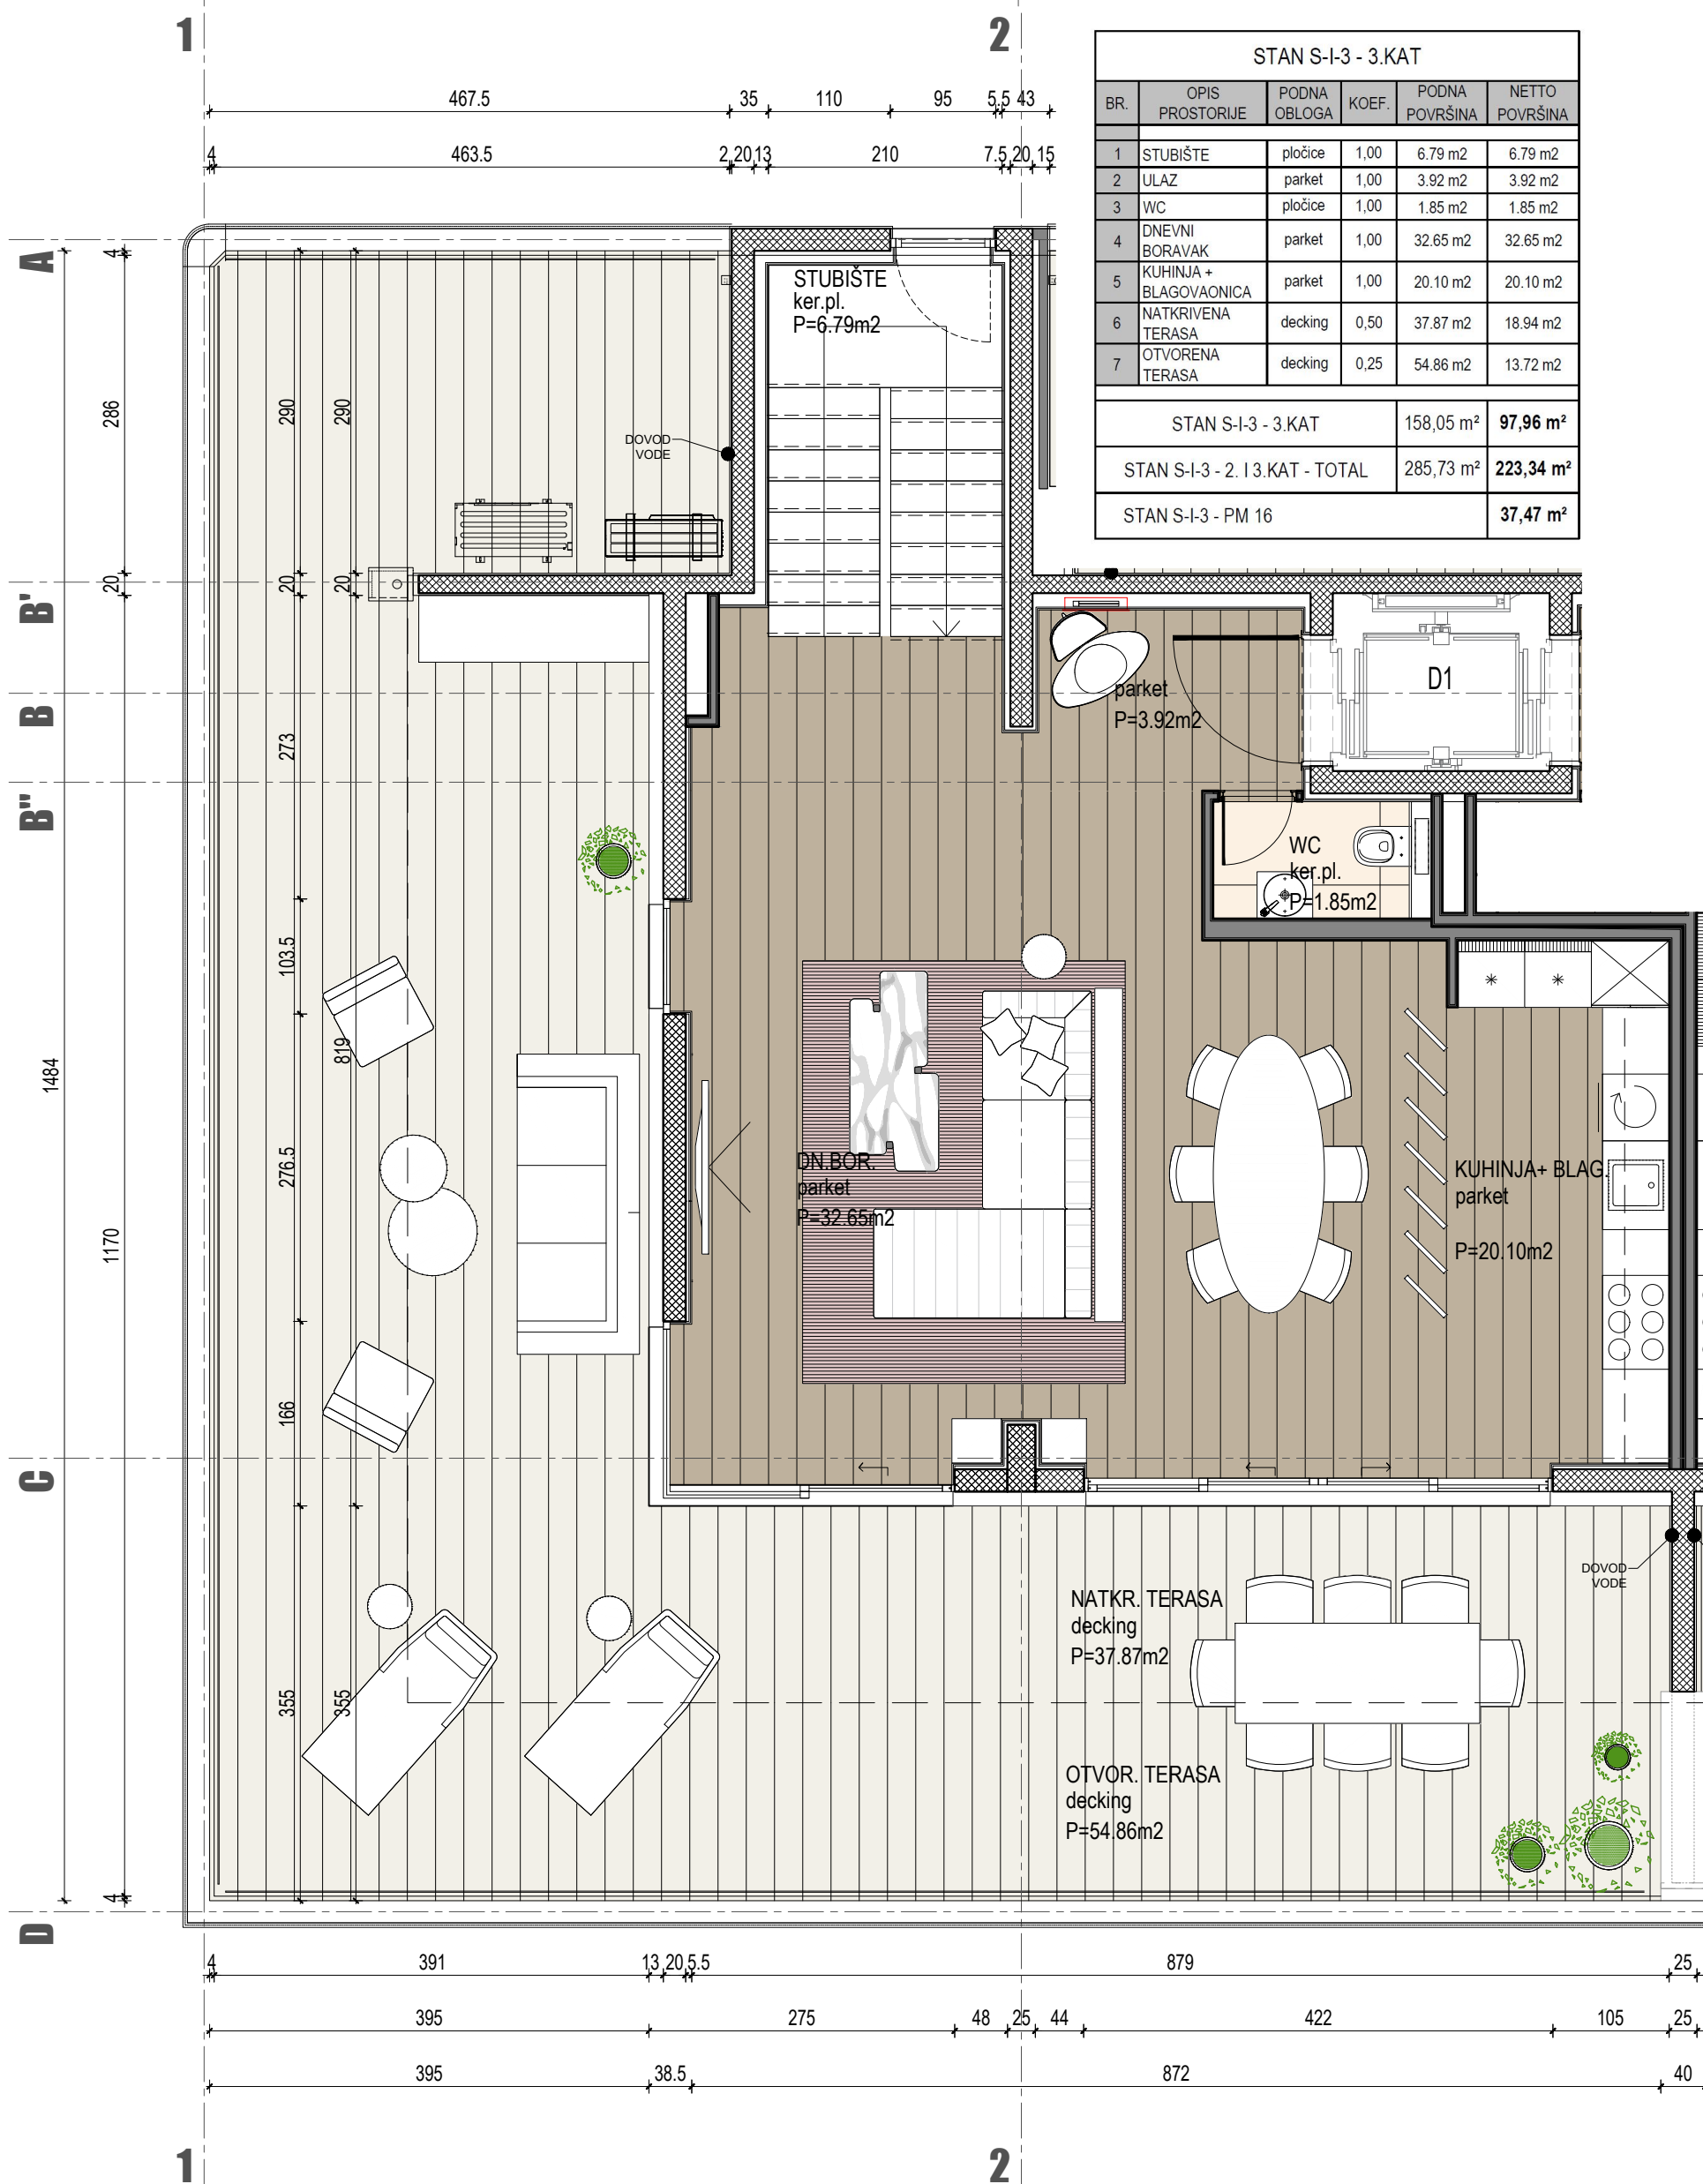 1
2
467.5
35
110
95
5.5
43
4
463.5
2
20
13
210
7.5
20
15
STAN S-I-3 - 3.KAT
BR.
OPIS PROSTORIJE
PODNA OBLOGA
KOEF.
PODNA POVRŠINA
NETTO POVRŠINA
1 STUBIŠTE pločice 1,00 6.79 m2 6.79 m2
2 ULAZ parket 1,00 3.92 m2 3.92 m2
3 WC pločice 1,00 1.85 m2 1.85 m2
4 DNEVNI BORAVAK parket 1,00 32.65 m2 32.65 m2
5 KUHINJA + BLAGOVAONICA parket 1,00 20.10 m2 20.10 m2
6 NATKRIVENA TERASA decking 0,50 37.87 m2 18.94 m2
7 OTVORENA TERASA decking 0,25 54.86 m2 13.72 m2
STAN S-I-3 - 3.KAT 158,05 m² 97,96 m²
STAN S-I-3 - 2. I 3.KAT - TOTAL 285,73 m² 223,34 m²
STAN S-I-3 - PM 16 37,47 m²
A
B'
B
B"
C
D
4
286
20
1170
4
1484
290
20
273
103.5
276.5
166
355
290
20
819
355
STUBIŠTE
ker.pl.
P=6.79m2
DOVOD
VODE
parket
P=3.92m2
D1
WC
ker.pl.
P=1.85m2
DN.BOR.
parket
P=32.65m2
KUHINJA+ BLAG.
parket
P=20.10m2
DOVOD
VODE
NATKR. TERASA
decking
P=37.87m2
OTVOR. TERASA
decking
P=54.86m2
4
391
13
20
5.5
879
25
395
275
48
25
44
422
105
25
395
38.5
872
40
1
2